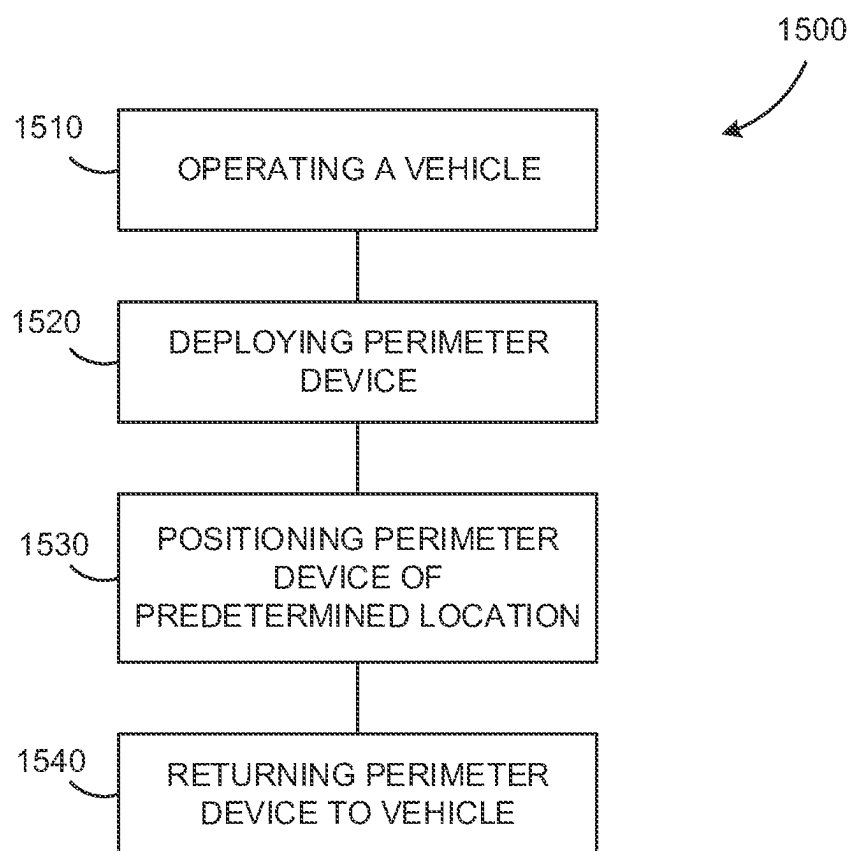 1500
1510
OPERATING A VEHICLE
1520
DEPLOYING PERIMETER
DEVICE
1530
POSITIONING PERIMETER
DEVICE OF
PREDETERMINED LOCATION
1540
RETURNING PERIMETER
DEVICE TO VEHICLE